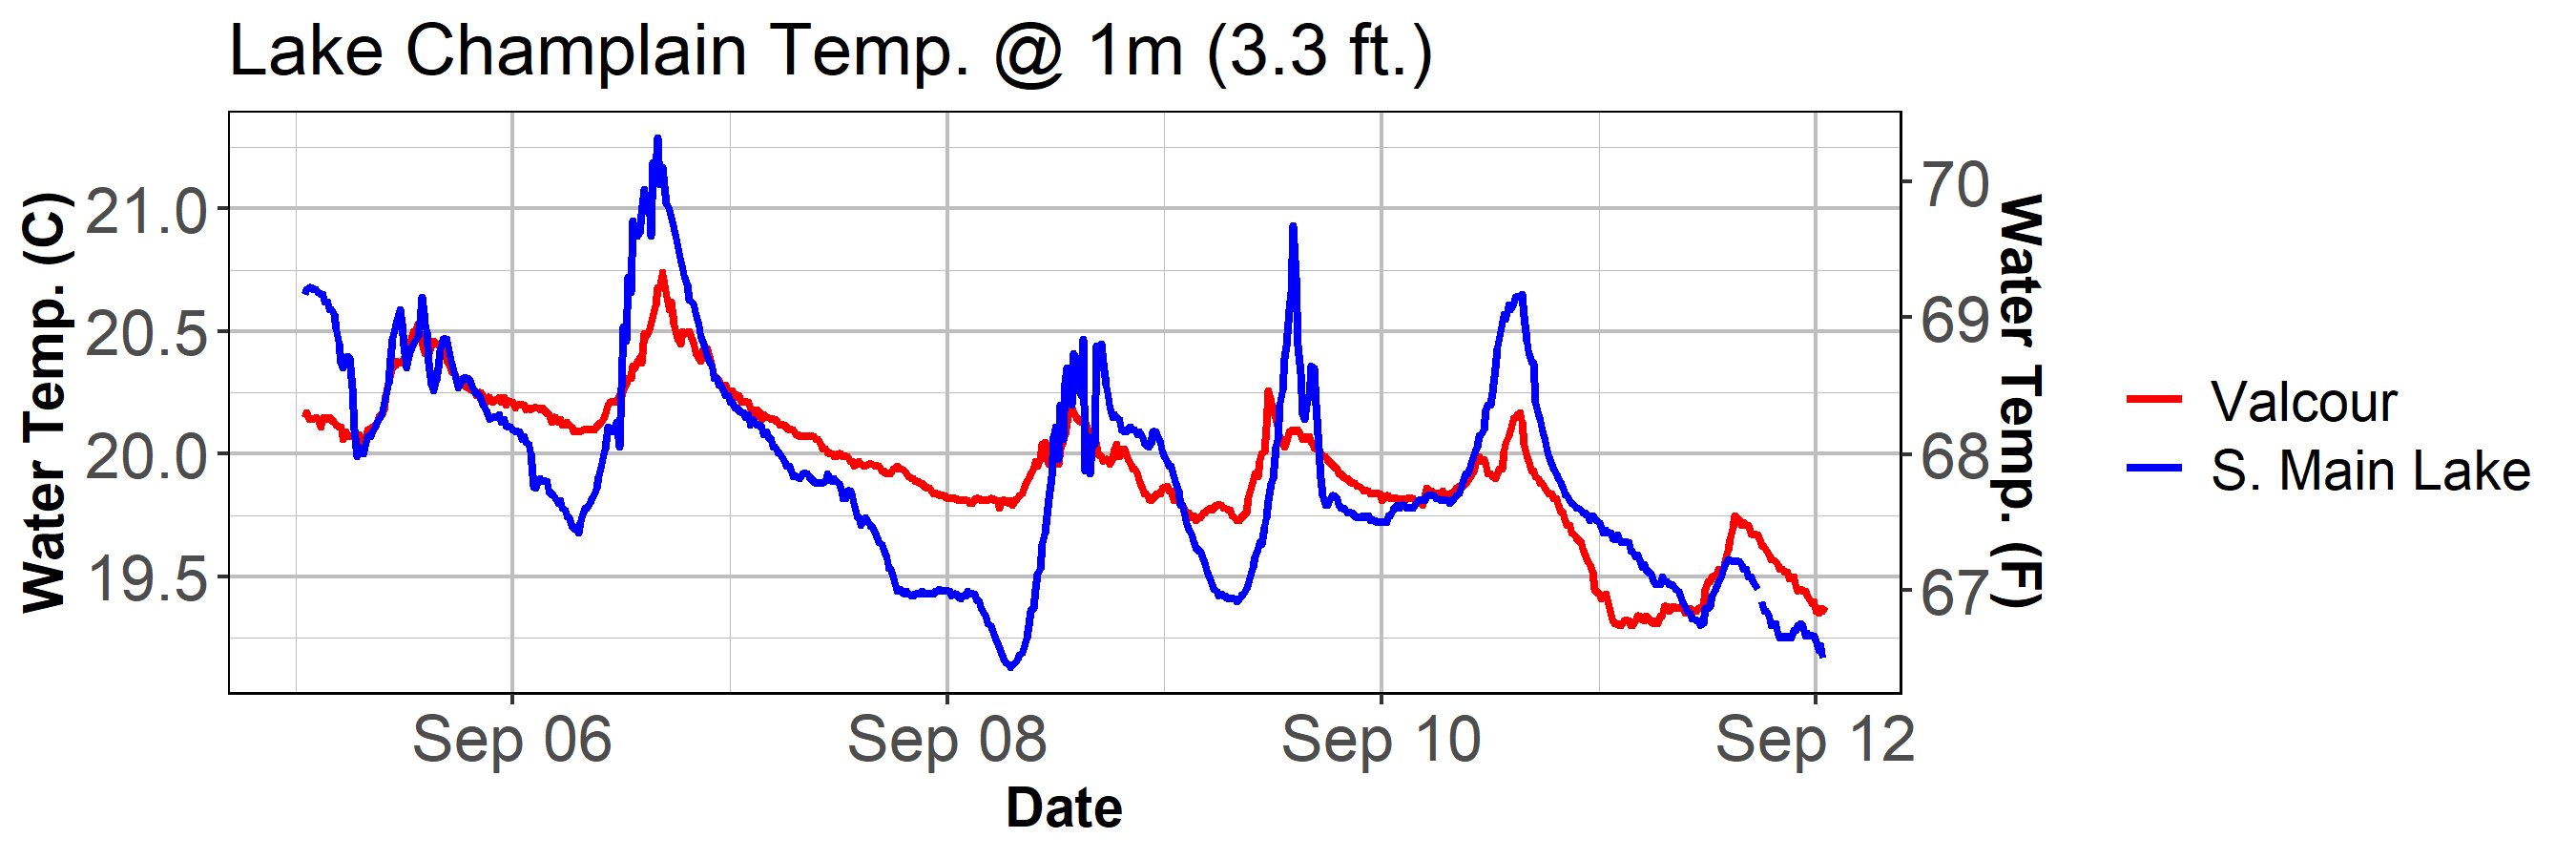 Lake Champlain Temp. @ 1m (3.3 ft.)
Water Temp. (C)
21.0
20.5
20.0
19.5
70
69
68
67
Water Temp. (F)
Sep 06
Sep 08
Sep 10
Sep 12
Date
Valcour
S. Main Lake